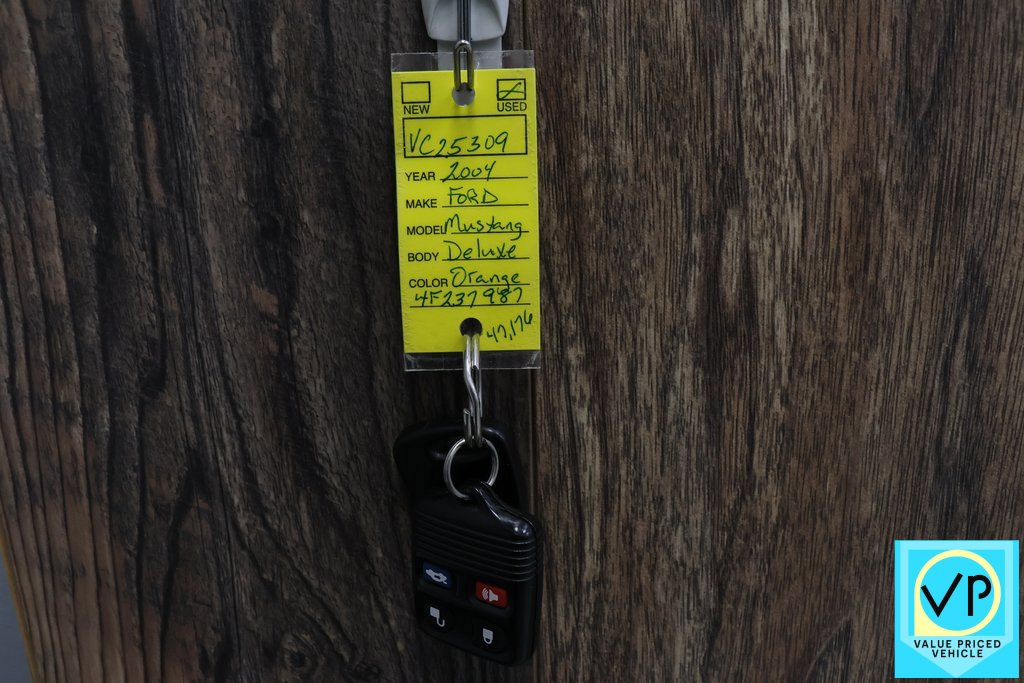 NEW USED
VC25309
YEAR 2004
MAKE FORD
MODEL Mustang
BODY Deluxe
COLOR Orange
4F237987
47,176
VP
VALUE PRICED
VEHICLE